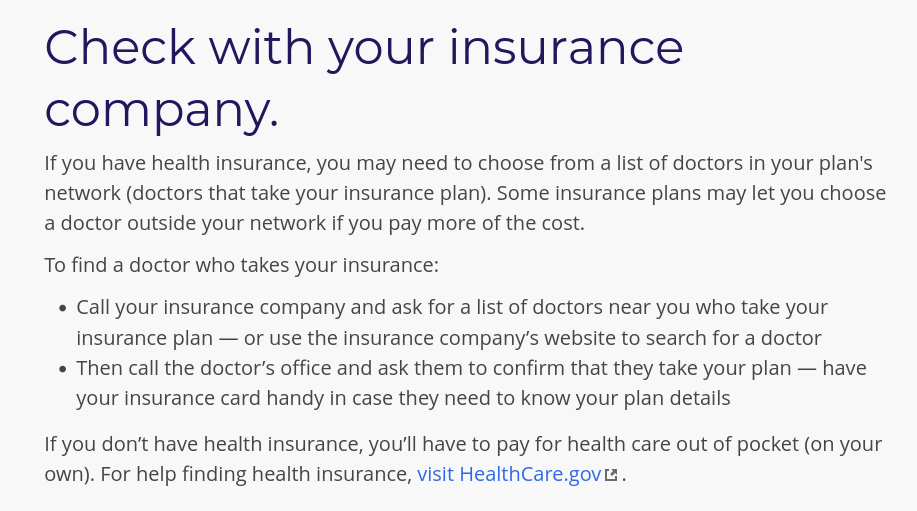 Check with your insurance
company.
If you have health insurance, you may need to choose from a list of doctors in your plan's
network (doctors that take your insurance plan). Some insurance plans may let you choose
a doctor outside your network if you pay more of the cost.
To find a doctor who takes your insurance:
• Call your insurance company and ask for a list of doctors near you who take your
insurance plan — or use the insurance company’s website to search for a doctor
• Then call the doctor’s office and ask them to confirm that they take your plan — have
your insurance card handy in case they need to know your plan details
If you don’t have health insurance, you’ll have to pay for health care out of pocket (on your
own). For help finding health insurance, visit HealthCare.gov.